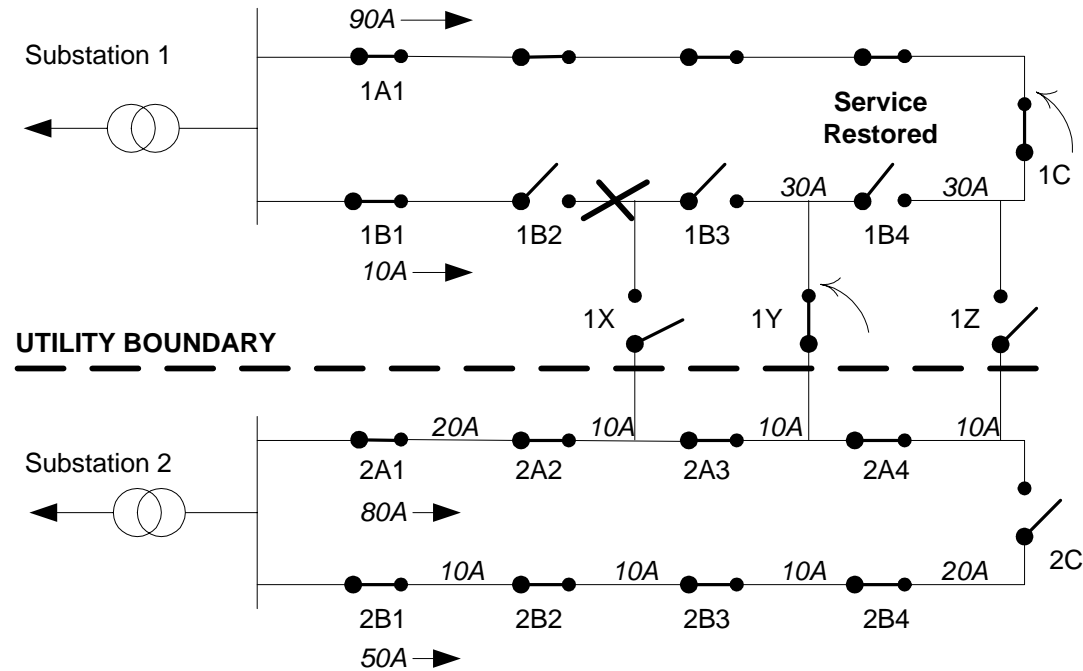 90A
Substation 1
1A1
Service
Restored
1C
30A
30A
1B1
1B2
1B3
1B4
10A
1X
1Y
1Z
UTILITY BOUNDARY
20A
10A
10A
10A
2A1
2A2
2A3
2A4
Substation 2
80A
2C
10A
10A
10A
20A
2B1
2B2
2B3
2B4
50A